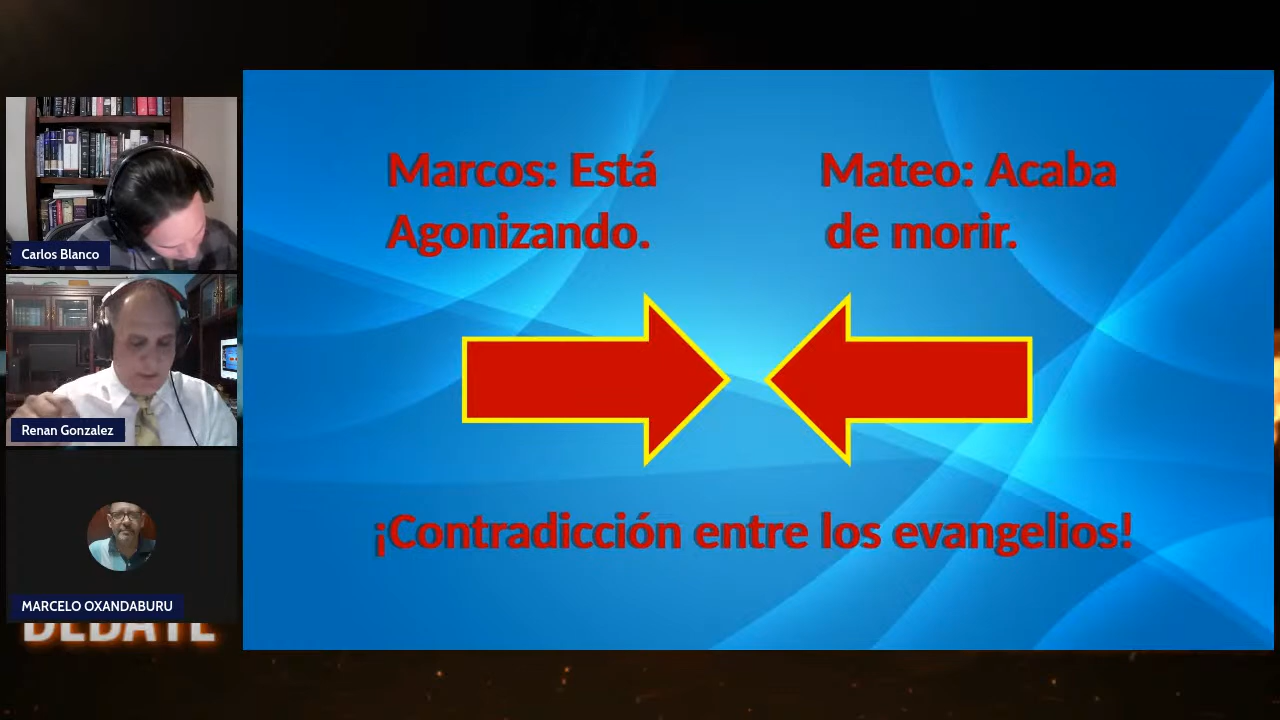 Marcos: Está
Agonizando.
Mateo: Acaba
de morir.
¡Contradicción entre los evangelios!
Carlos Blanco
Renan Gonzalez
MARCELO OXANDABURU
DEBATE